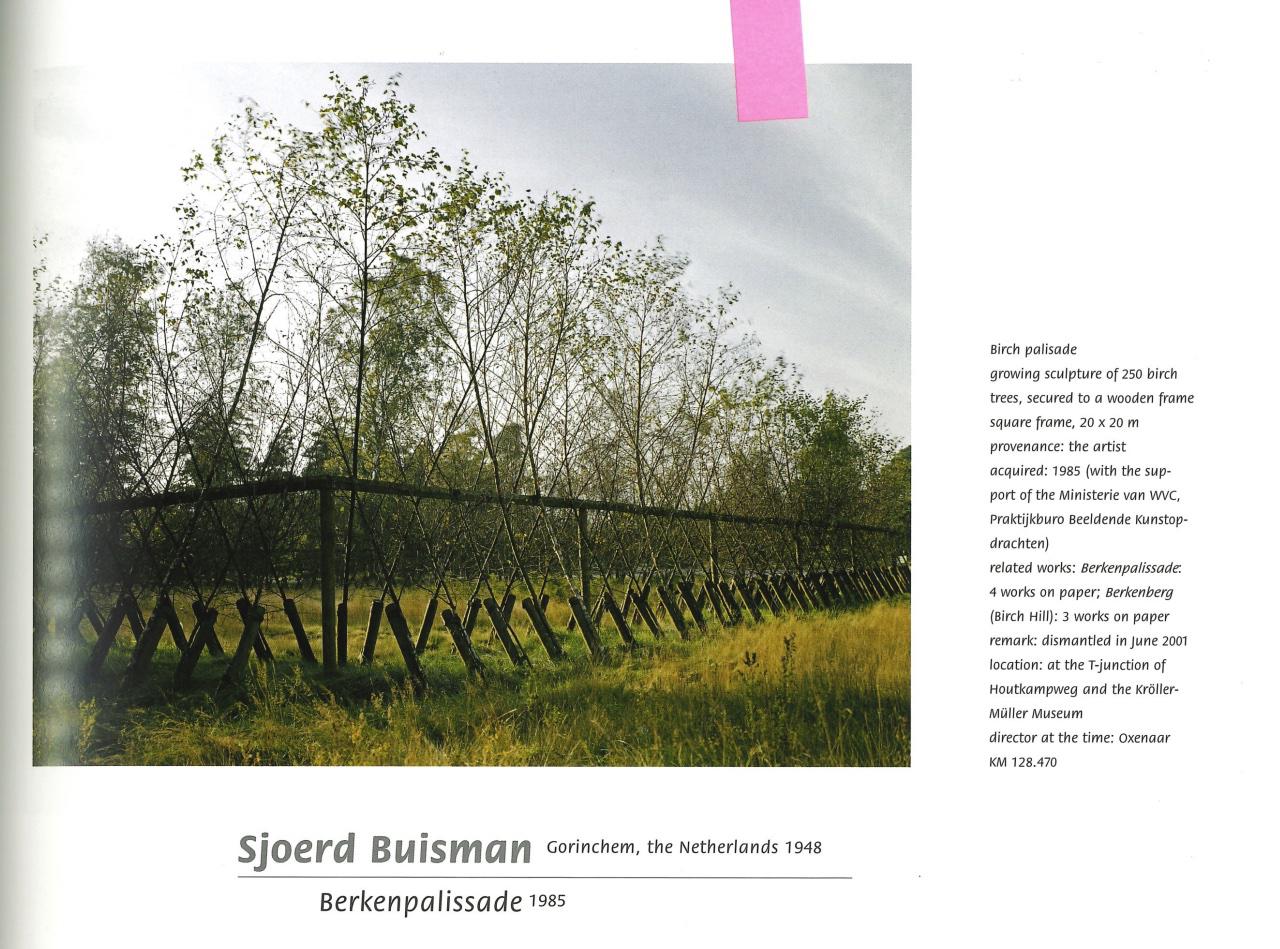 Birch palisade
growing sculpture of 250 birch
trees, secured to a wooden frame
square frame, 20 x 20 m
provenance: the artist
acquired: 1985 (with the sup-
port of the Ministerie van WVC,
Praktijkburo Beeldende Kunstop-
drachten)
related works: Berkenpalissade:
4 works on paper; Berkenberg
(Birch Hill): 3 works on paper
remark: dismantled in June 2001
location: at the T-junction of
Houtkampweg and the Kröller-
Müller Museum
director at the time: Oxenaar
KM 128.470
Sjoerd Buisman Gorinchem, the Netherlands 1948
Berkenpalissade 1985